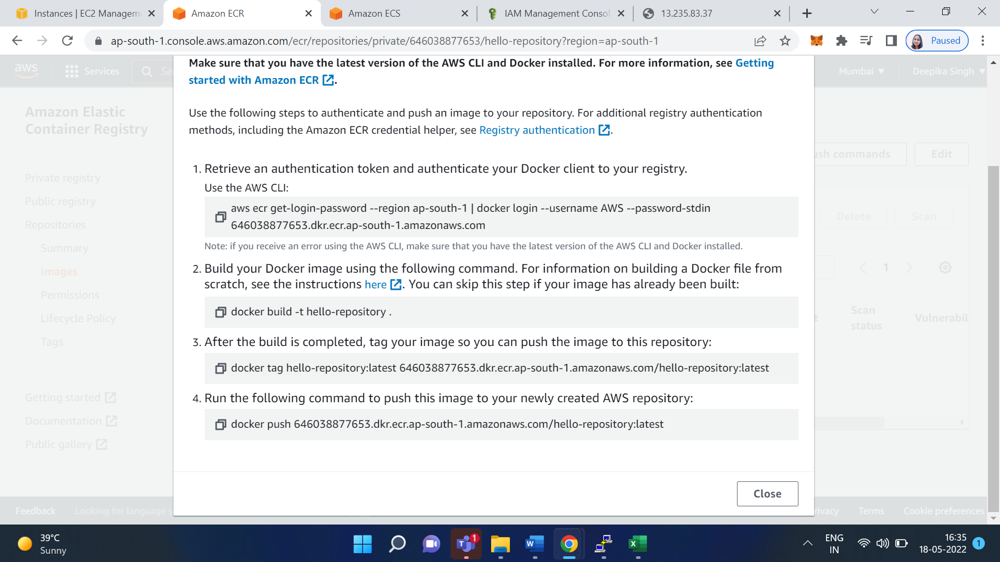 Instances | EC2 Managem
Amazon ECR
Amazon ECS
IAM Management Consol
13.235.83.37
ap-south-1.console.aws.amazon.com/ecr/repositories/private/646038877653/hello-repository?region=ap-south-1
Paused
aws
Services
Se
Mumbai
Deepika Singh
Make sure that you have the latest version of the AWS CLI and Docker installed. For more information, see Getting
started with Amazon ECR.
Use the following steps to authenticate and push an image to your repository. For additional registry authentication
methods, including the Amazon ECR credential helper, see Registry authentication.
1. Retrieve an authentication token and authenticate your Docker client to your registry.
Use the AWS CLI:
aws ecr get-login-password --region ap-south-1 | docker login --username AWS --password-stdin
646038877653.dkr.ecr.ap-south-1.amazonaws.com
Note: if you receive an error using the AWS CLI, make sure that you have the latest version of the AWS CLI and Docker installed.
2. Build your Docker image using the following command. For information on building a Docker file from
scratch, see the instructions here. You can skip this step if your image has already been built:
docker build -t hello-repository .
3. After the build is completed, tag your image so you can push the image to this repository:
docker tag hello-repository:latest 646038877653.dkr.ecr.ap-south-1.amazonaws.com/hello-repository:latest
4. Run the following command to push this image to your newly created AWS repository:
docker push 646038877653.dkr.ecr.ap-south-1.amazonaws.com/hello-repository:latest
Close
Amazon Elastic
Container Registry
Private registry
Public registry
Repositories
Summary
Images
Permissions
Lifecycle Policy
Tags
Getting started
Documentation
Public gallery
ush commands
Edit
Delete
Scan
1
t
Scan
status
Vulnerabil
Feedback
Looking for language s
rivacy
Terms
Cookie preferences
39°C
Sunny
1
ENG
IN
16:35
18-05-2022
1